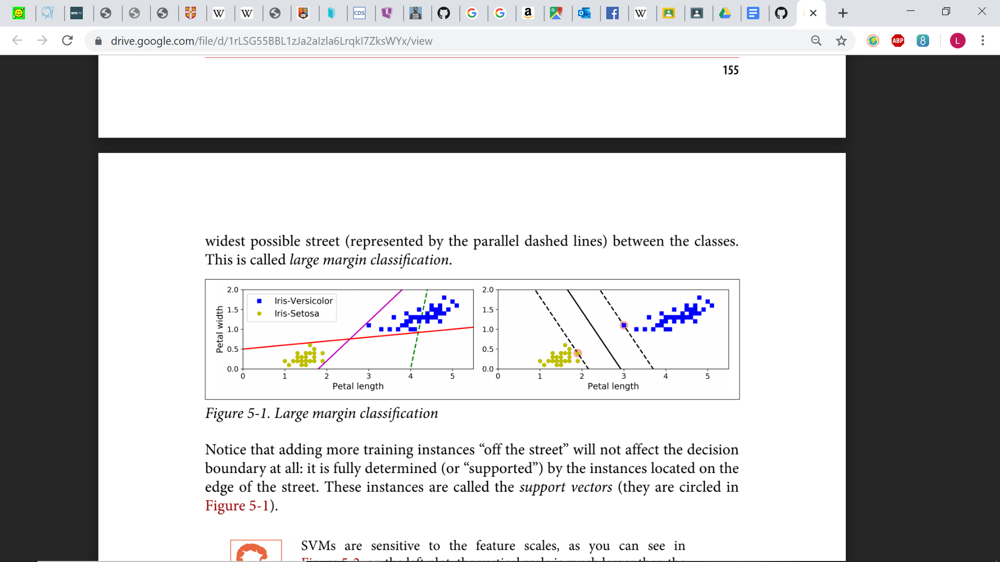 NRK TV
W
W
CDS
G
G
a
W
drive.google.com/file/d/1rLSG55BBL1zJa2aIzla6LrqkI7ZksWYx/view
ABP
L
155
widest possible street (represented by the parallel dashed lines) between the classes.
This is called large margin classification.
2.0
1.5
1.0
0.5
0.0
Petal width
Iris-Versicolor
Iris-Setosa
0 1 2 3 4 5
Petal length
2.0
1.5
1.0
0.5
0.0
0 1 2 3 4 5
Petal length
Figure 5-1. Large margin classification
Notice that adding more training instances “off the street” will not affect the decision
boundary at all: it is fully determined (or “supported”) by the instances located on the
edge of the street. These instances are called the support vectors (they are circled in
Figure 5-1).
SVMs are sensitive to the feature scales, as you can see in